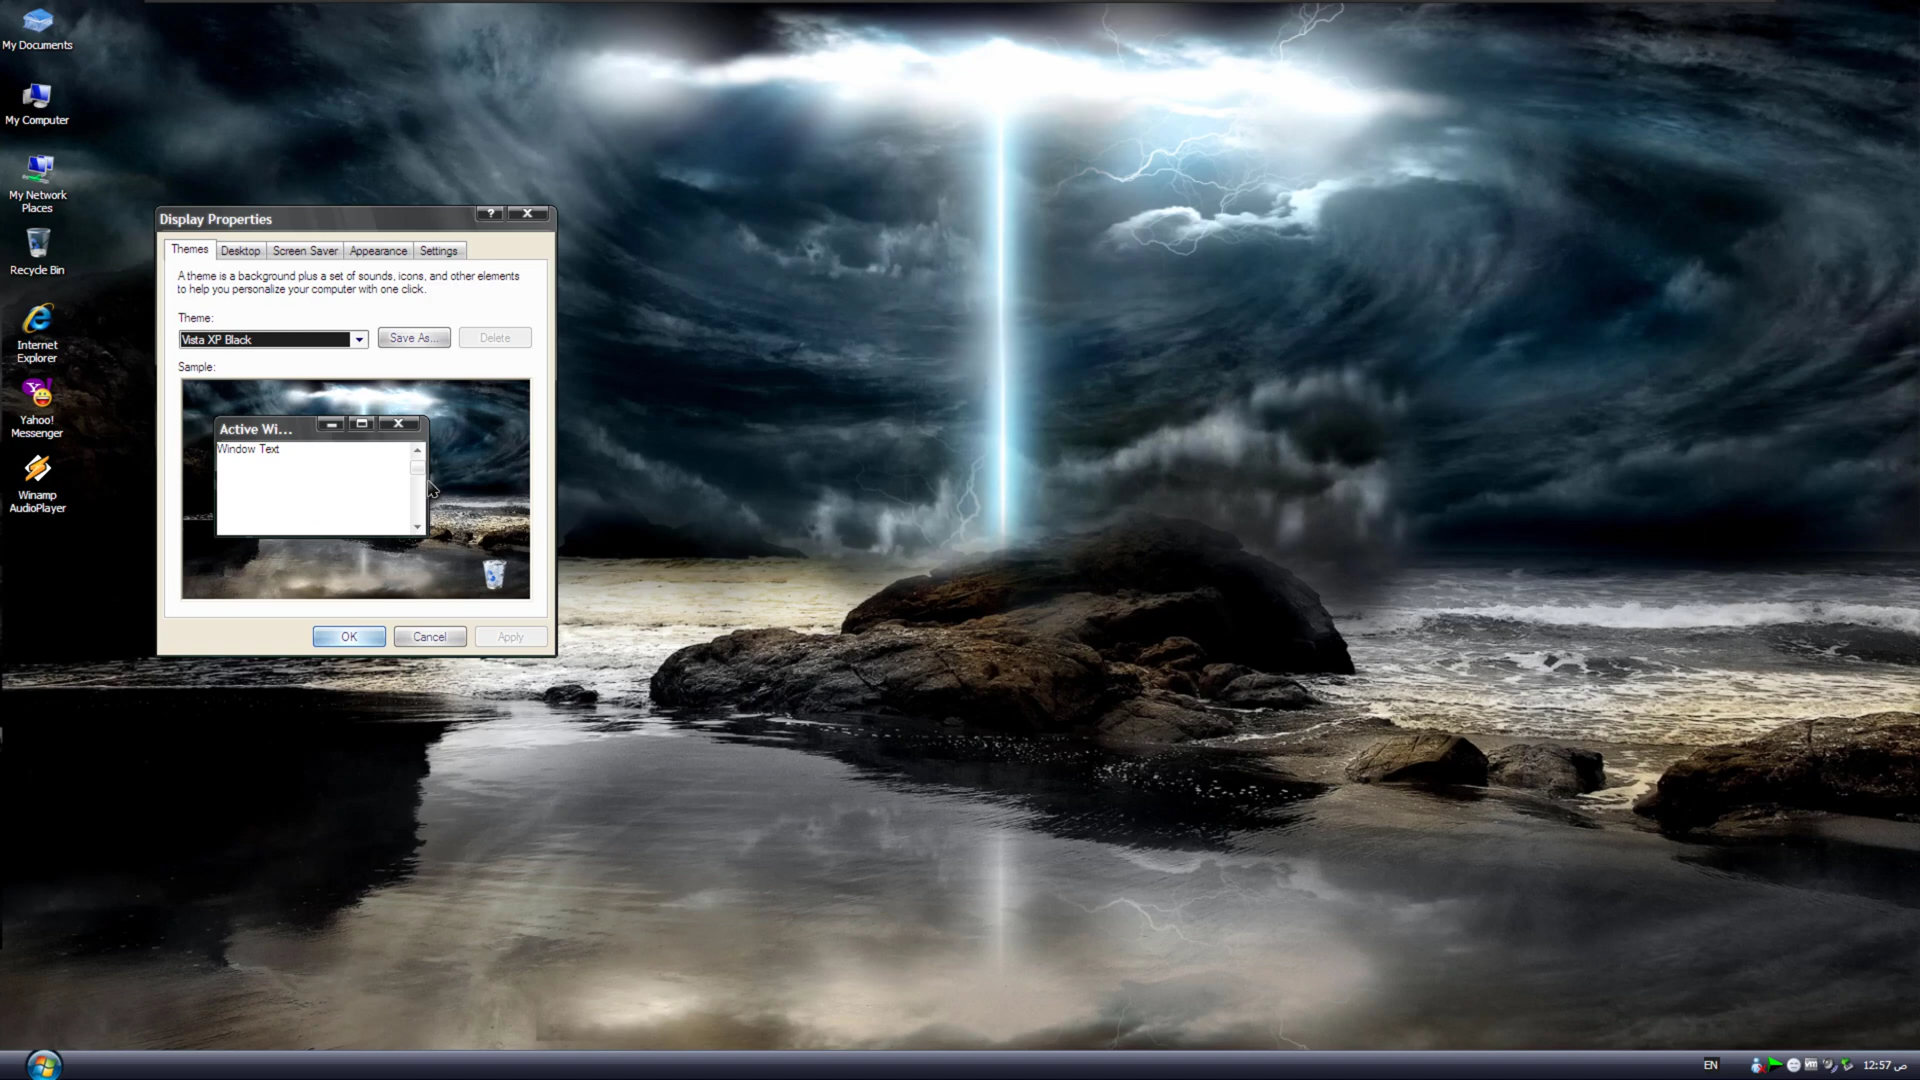 My Documents
My Computer
My Network
Places
Recycle Bin
Internet
Explorer
Yahoo!
Messenger
Winamp
AudioPlayer
Display Properties
Themes
Desktop
Screen Saver
Appearance
Settings
A theme is a background plus a set of sounds, icons, and other elements
to help you personalize your computer with one click.
Theme:
Vista XP Black
Save As...
Delete
Sample:
Active Wi...
Window Text
OK
Cancel
Apply
EN
vm
12:57 ص